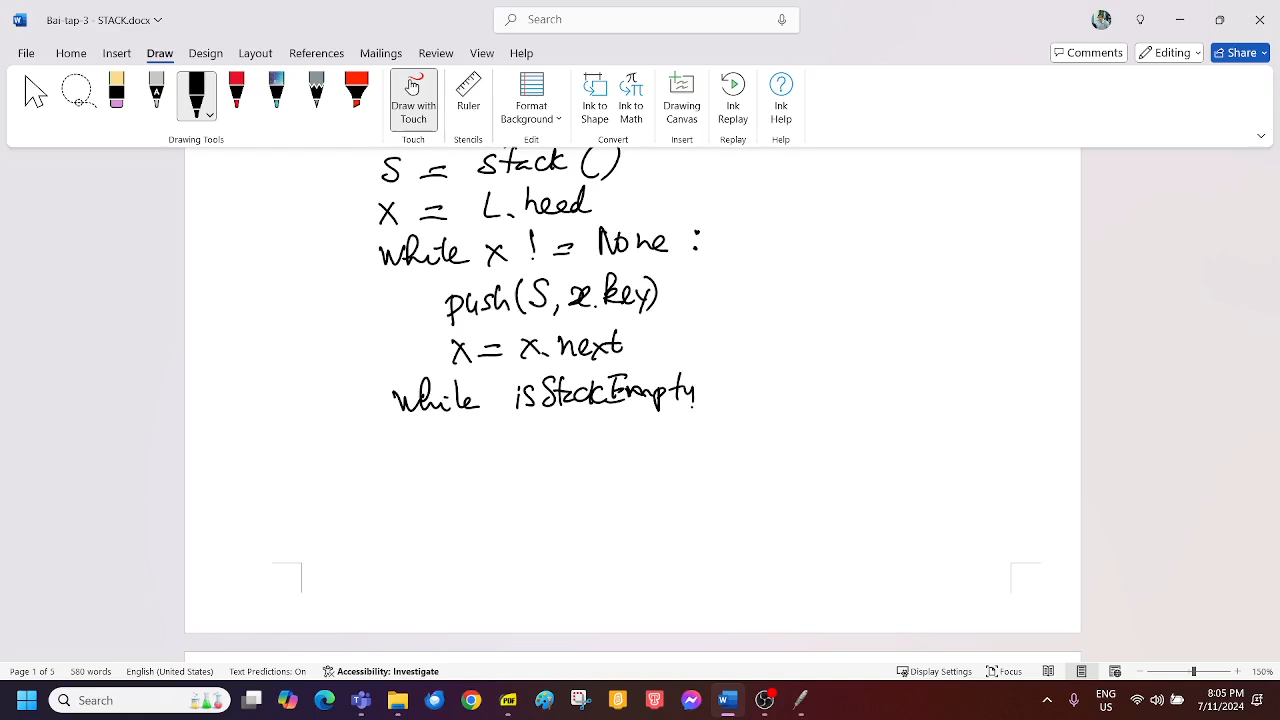 Bai-tap-3 - STACK.docx
Search
File Home Insert Draw Design Layout References Mailings Review View Help
Comments Editing Share
Draw with Touch
Ruler
Format Background
Ink to Shape
Ink to Math
Drawing Canvas
Ink Replay
Ink Help
Drawing Tools Touch Stencils Edit Convert Insert Replay Help
S = Stack ()
x = L.head
While x != None :
push(S, x.key)
x = x.next
While isStackEmpty
Page 1 of 5 580 words English (United States) Text Predictions: On Accessibility: Investigate Display Settings Focus 150%
Search PDF ENG US 8:05 PM 7/11/2024